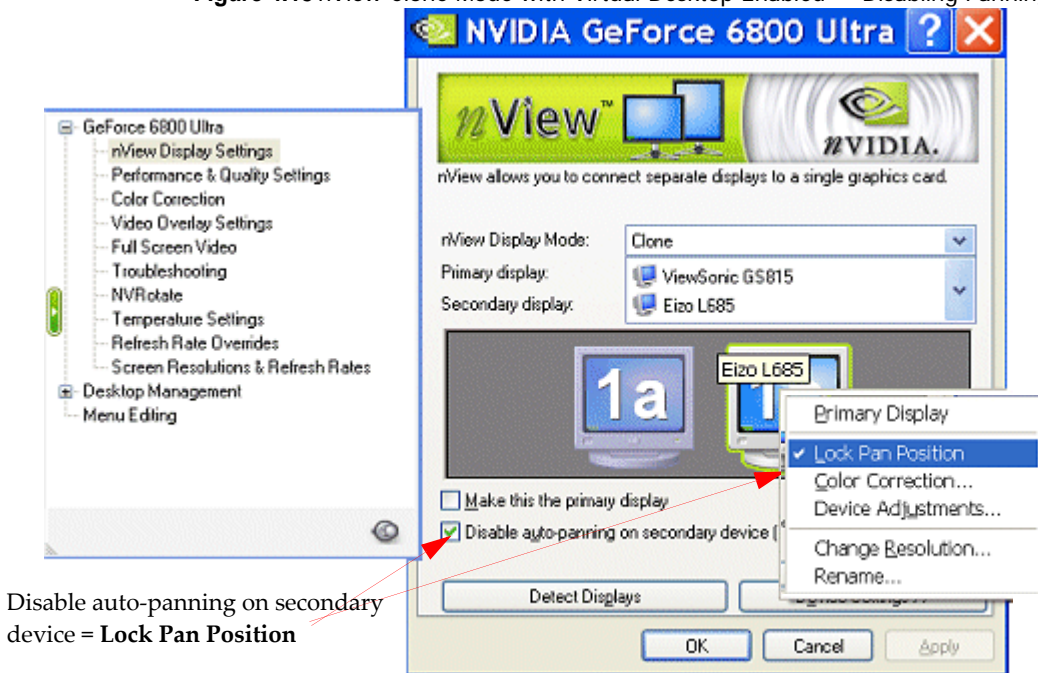 nView Clone Mode with Virtual Desktop Enabled — Disabling Pannin
NVIDIA GeForce 6800 Ultra
nView™
NVIDIA.
nView allows you to connect separate displays to a single graphics card.
GeForce 6800 Ultra
nView Display Settings
Performance & Quality Settings
Color Correction
Video Overlay Settings
Full Screen Video
Troubleshooting
NVRotate
Temperature Settings
Refresh Rate Overrides
Screen Resolutions & Refresh Rates
Desktop Management
Menu Editing
nView Display Mode: Clone
Primary display: ViewSonic GS815
Secondary display: Eizo L685
1a
Eizo L685
Primary Display
Lock Pan Position
Color Correction...
Device Adjustments...
Change Resolution...
Rename...
Make this the primary display
Disable auto-panning on secondary device (
Detect Displays
OK Cancel Apply
Disable auto-panning on secondary
device = Lock Pan Position